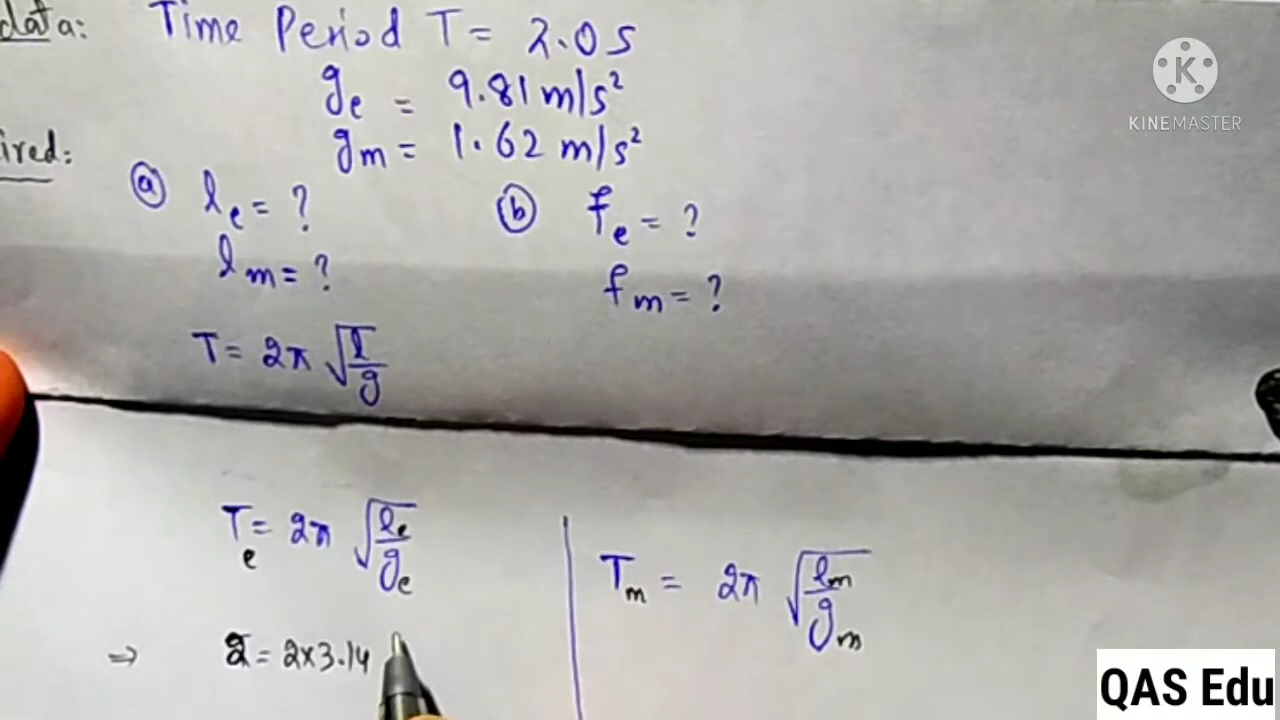 data: Time Period T = 2.0s
ge = 9.81 m/s²
gm = 1.62 m/s²
ired:
(a) le = ? (b) fe = ?
lm = ? fm = ?
T = 2π √(l/g)
Te = 2π √(le/ge)
Tm = 2π √(lm/gm)
⇒ 2 = 2×3.14
K
KINEMASTER
QAS Edu